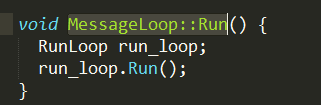 void MessageLoop::Run() {
  RunLoop run_loop;
  run_loop.Run();
}